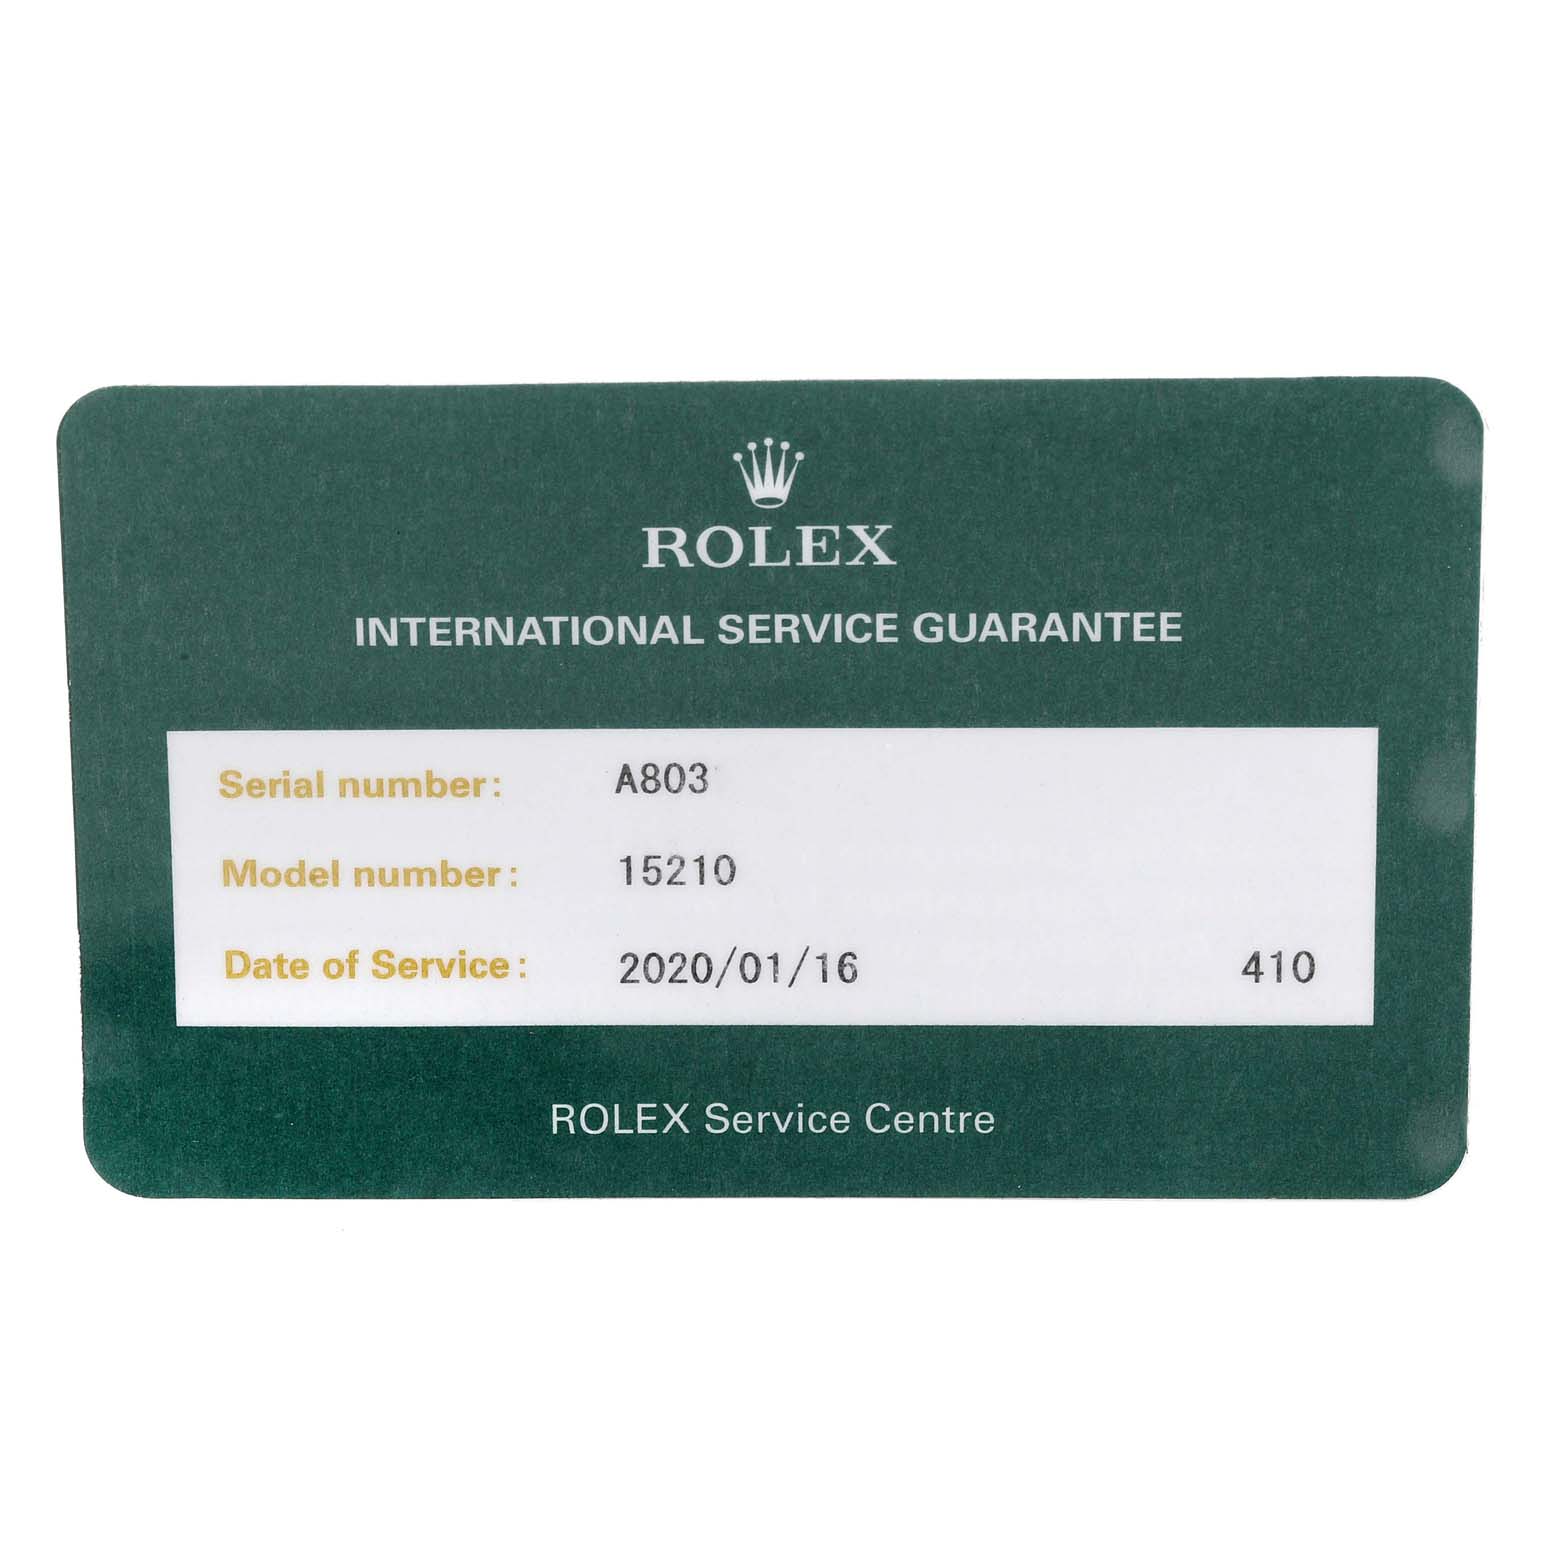 ROLEX
INTERNATIONAL SERVICE GUARANTEE
Serial number: A803
Model number: 15210
Date of Service: 2020/01/16 410
ROLEX Service Centre